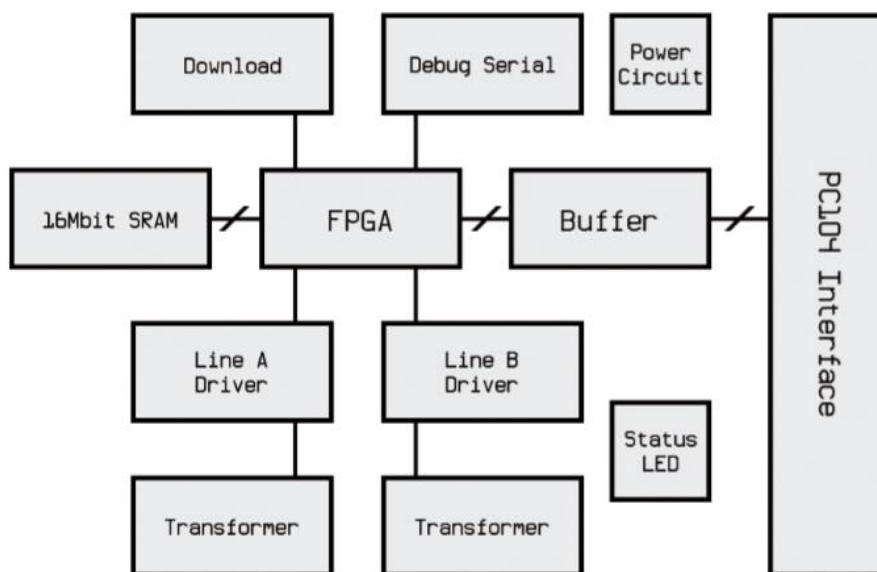 Download
Debug Serial
Power
Circuit
16Mbit SRAM
FPGA
Buffer
PC104 Interface
Line A
Driver
Line B
Driver
Status
LED
Transformer
Transformer